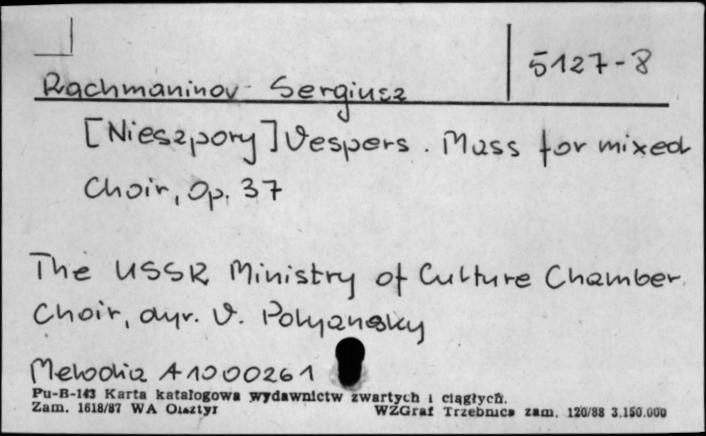 5127-8
Rachmaninov Sergiusz
[Nieszpory] Vespers. Mass for mixed
Choir, Op. 37
The USSR Ministry of Culture Chamber
Choir, dyr. V. Polyansky
Melodia A1000261
Pu-B-143 Karta katalogowa wydawnictw zwartych i ciągłych.
Zam. 1618/87 WA Olsztyn WZGraf Trzebnica zam. 120/88 3.150.000